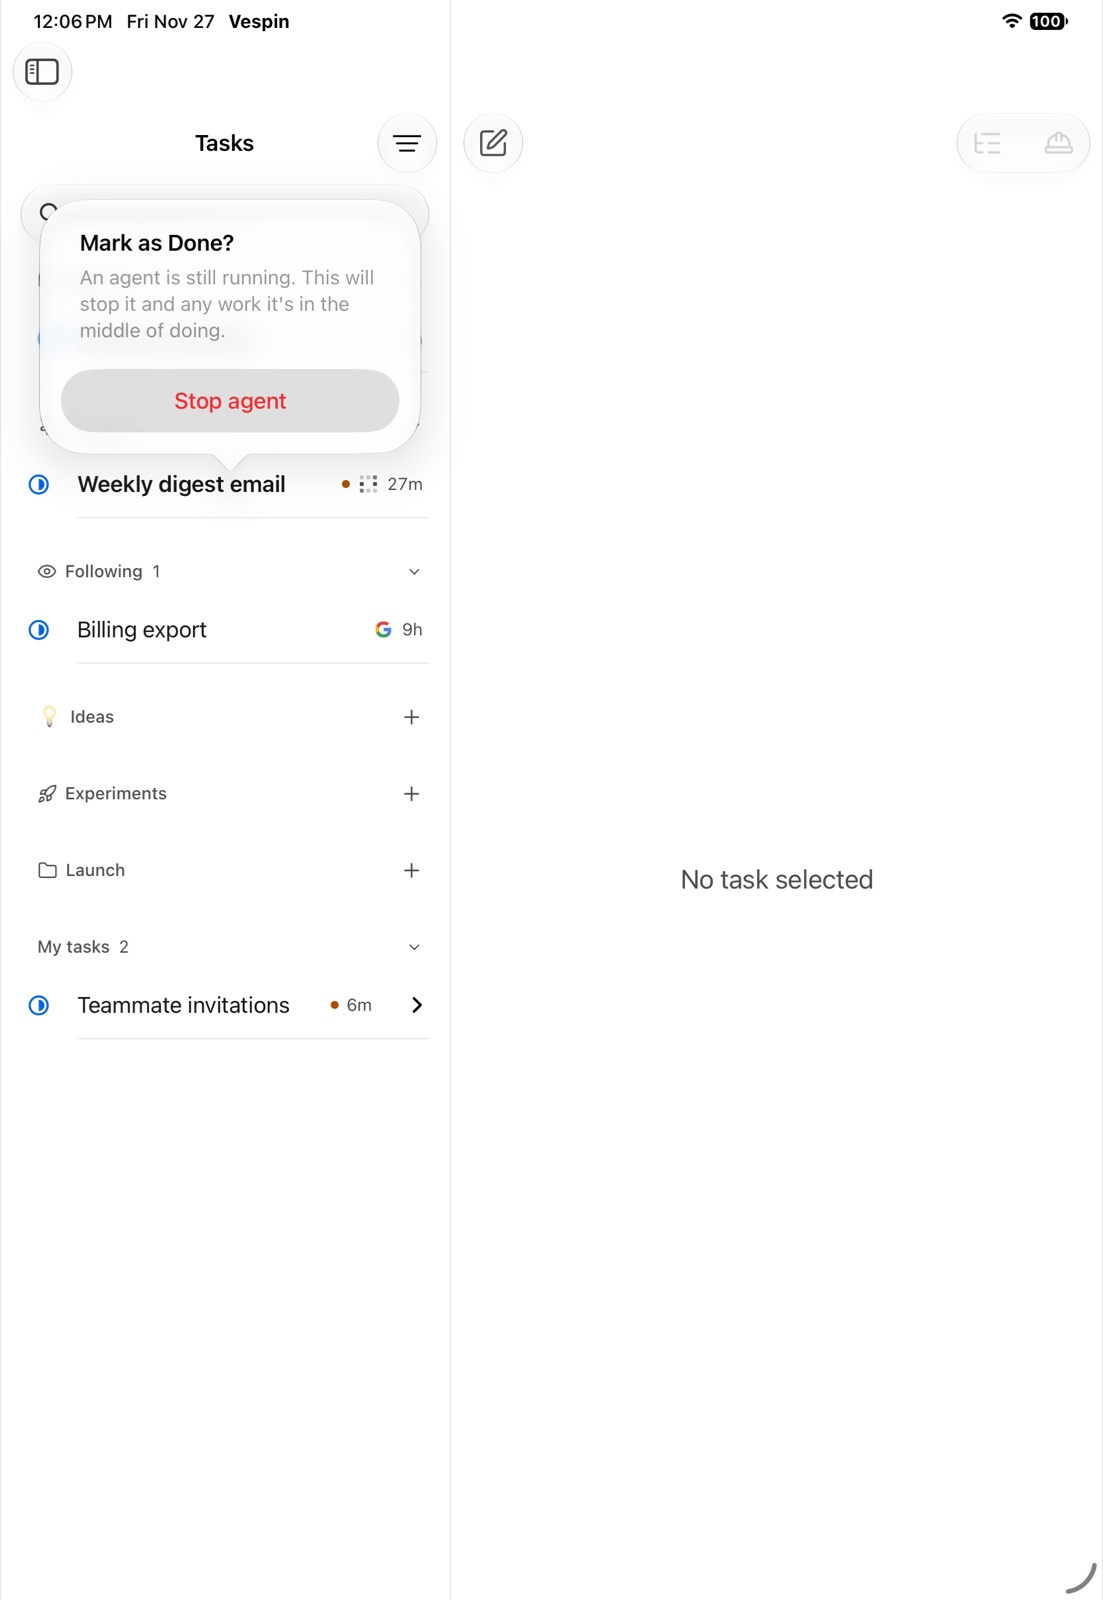 12:06 PM Fri Nov 27 Vespin
100
Tasks
Mark as Done?
An agent is still running. This will
stop it and any work it's in the
middle of doing.
Stop agent
Weekly digest email 27m
Following 1
Billing export 9h
Ideas
Experiments
Launch
My tasks 2
Teammate invitations 6m
No task selected